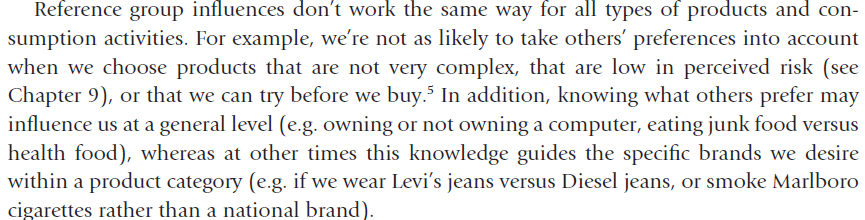 Reference group influences don't work the same way for all types of products and con-
sumption activities. For example, we're not as likely to take others' preferences into account
when we choose products that are not very complex, that are low in perceived risk (see
Chapter 9), or that we can try before we buy.⁵ In addition, knowing what others prefer may
influence us at a general level (e.g. owning or not owning a computer, eating junk food versus
health food), whereas at other times this knowledge guides the specific brands we desire
within a product category (e.g. if we wear Levi's jeans versus Diesel jeans, or smoke Marlboro
cigarettes rather than a national brand).